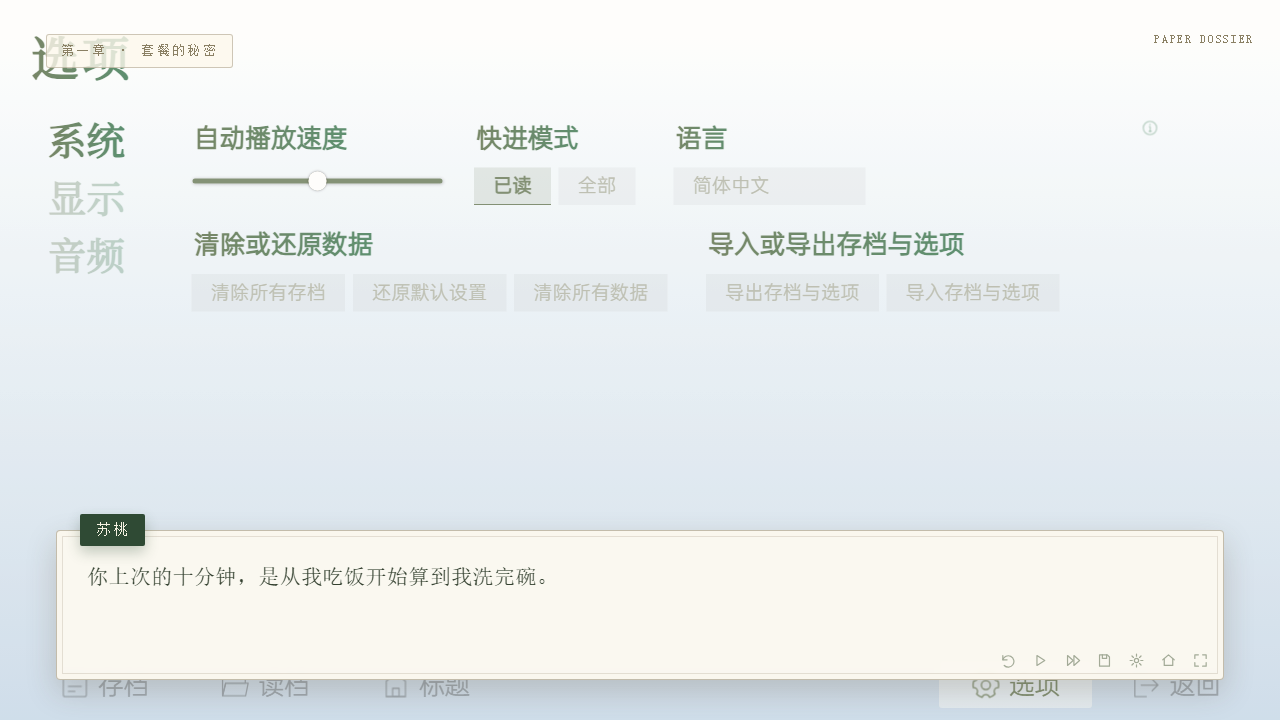 选项
第一章 · 套餐的秘密
PAPER DOSSIER
系统
显示
音频
自动播放速度
快进模式
语言
已读
全部
简体中文
清除或还原数据
导入或导出存档与选项
清除所有存档
还原默认设置
清除所有数据
导出存档与选项
导入存档与选项
苏桃
你上次的十分钟，是从我吃饭开始算到我洗完碗。
存档
读档
标题
选项
返回